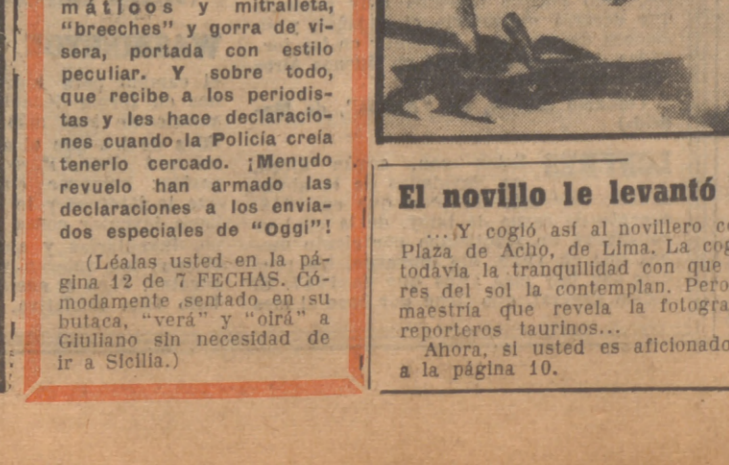 máticos y mitralleta,
“breeches” y gorra de vi-
sera, portada con estilo
peculiar. Y sobre todo,
que recibe a los periodis-
tas y les hace declaracio-
nes cuando la Policía creía
tenerlo cercado. ¡Menudo
revuelo han armado las
declaraciones a los envia-
dos especiales de “Oggi”!
(Léalas usted en la pá-
gina 12 de 7 FECHAS. Có-
modamente sentado en su
butaca, “verá” y “oirá” a
Giuliano sin necesidad de
ir a Sicilia.)
El novillo le levantó
...Y cogió así al novillero
Plaza de Acho, de Lima. La
todavía la tranquilidad con que
res del sol la contemplan. Pero
maestría que revela la
reporteros taurinos...
Ahora, si usted es aficionado
a la página 10.